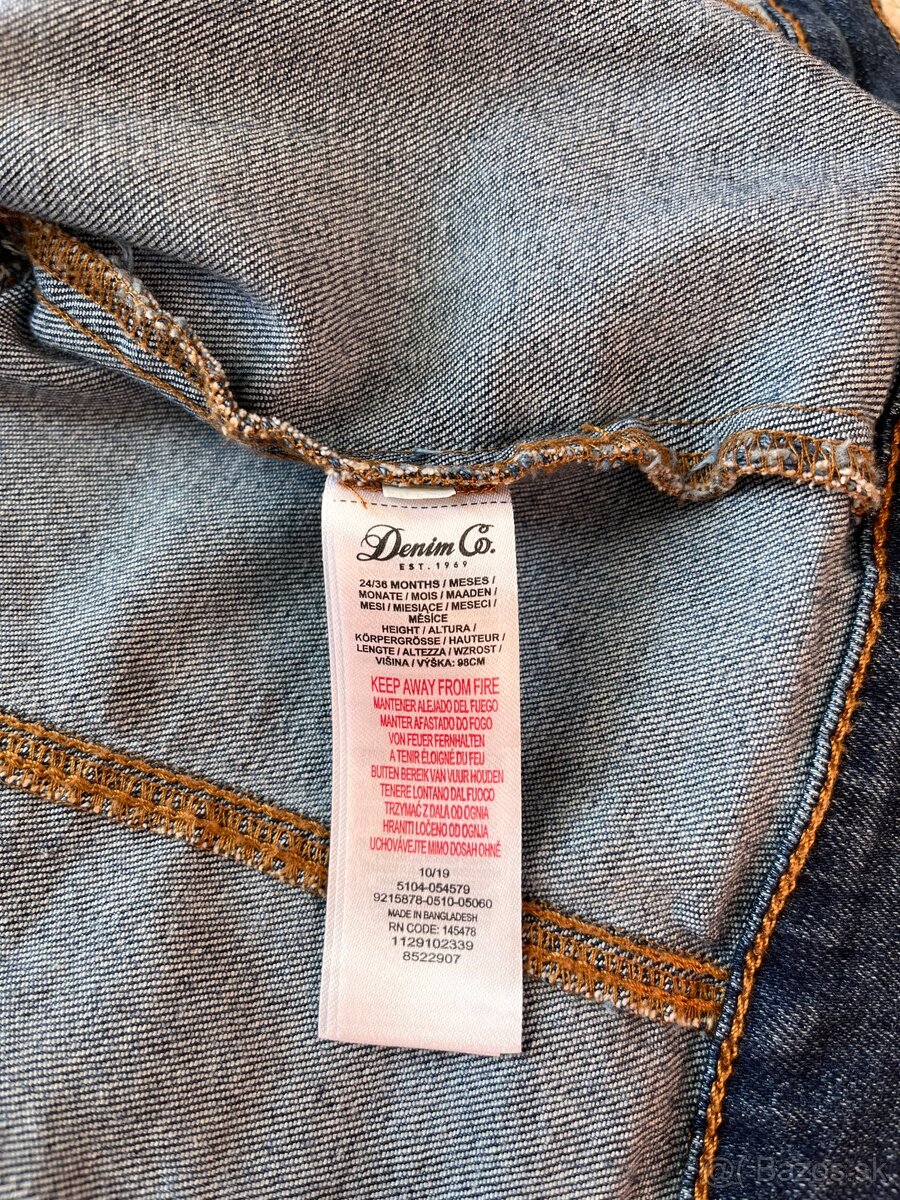 Denim Co.
EST. 1969
24/36 MONTHS / MESES /
MONATE / MOIS / MAANDEN /
MESI / MIESIĄCE / MESECI /
MĚSÍCE
HEIGHT / ALTURA /
KÖRPERGRÖSSE / HAUTEUR /
LENGTE / ALTEZZA / WZROST /
VIŠINA / VÝŠKA: 98CM
KEEP AWAY FROM FIRE
MANTENER ALEJADO DEL FUEGO
MANTER AFASTADO DO FOGO
VON FEUER FERNHALTEN
A TENIR ÉLOIGNÉ DU FEU
BUITEN BEREIK VAN VUUR HOUDEN
TENERE LONTANO DAL FUOCO
TRZYMAĆ Z DALA OD OGNIA
HRANITI LOČENO OD OGNJA
UCHOVÁVEJTE MIMO DOSAH OHNĚ
10/19
5104-054579
9215878-0510-05060
MADE IN BANGLADESH
RN CODE: 145478
1129102339
8522907
Bazos.sk